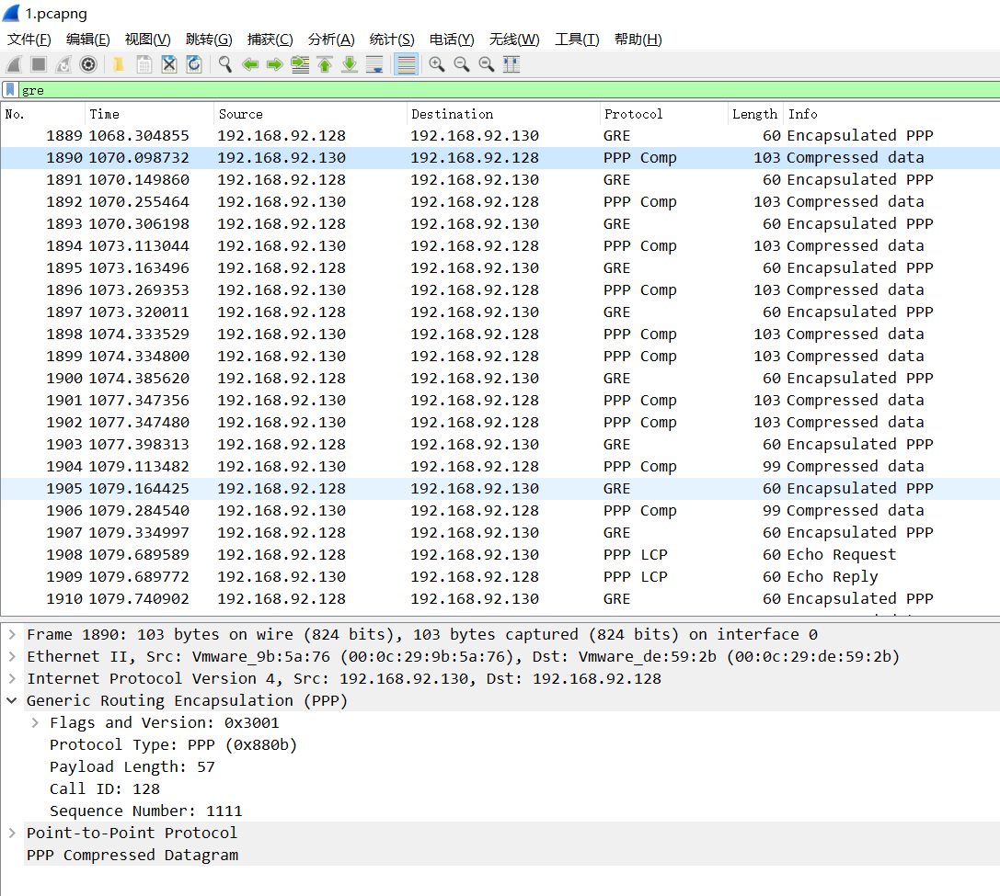 1.pcapng
文件(F) 编辑(E) 视图(V) 跳转(G) 捕获(C) 分析(A) 统计(S) 电话(Y) 无线(W) 工具(T) 帮助(H)
gre
No. Time Source Destination Protocol Length Info
1889 1068.304855 192.168.92.128 192.168.92.130 GRE 60 Encapsulated PPP
1890 1070.098732 192.168.92.130 192.168.92.128 PPP Comp 103 Compressed data
1891 1070.149860 192.168.92.128 192.168.92.130 GRE 60 Encapsulated PPP
1892 1070.255464 192.168.92.130 192.168.92.128 PPP Comp 103 Compressed data
1893 1070.306198 192.168.92.128 192.168.92.130 GRE 60 Encapsulated PPP
1894 1073.113044 192.168.92.130 192.168.92.128 PPP Comp 103 Compressed data
1895 1073.163496 192.168.92.128 192.168.92.130 GRE 60 Encapsulated PPP
1896 1073.269353 192.168.92.130 192.168.92.128 PPP Comp 103 Compressed data
1897 1073.320011 192.168.92.128 192.168.92.130 GRE 60 Encapsulated PPP
1898 1074.333529 192.168.92.130 192.168.92.128 PPP Comp 103 Compressed data
1899 1074.334800 192.168.92.130 192.168.92.128 PPP Comp 103 Compressed data
1900 1074.385620 192.168.92.128 192.168.92.130 GRE 60 Encapsulated PPP
1901 1077.347356 192.168.92.130 192.168.92.128 PPP Comp 103 Compressed data
1902 1077.347480 192.168.92.130 192.168.92.128 PPP Comp 103 Compressed data
1903 1077.398313 192.168.92.128 192.168.92.130 GRE 60 Encapsulated PPP
1904 1079.113482 192.168.92.130 192.168.92.128 PPP Comp 99 Compressed data
1905 1079.164425 192.168.92.128 192.168.92.130 GRE 60 Encapsulated PPP
1906 1079.284540 192.168.92.130 192.168.92.128 PPP Comp 99 Compressed data
1907 1079.334997 192.168.92.128 192.168.92.130 GRE 60 Encapsulated PPP
1908 1079.689589 192.168.92.128 192.168.92.130 PPP LCP 60 Echo Request
1909 1079.689772 192.168.92.130 192.168.92.128 PPP LCP 60 Echo Reply
1910 1079.740902 192.168.92.128 192.168.92.130 GRE 60 Encapsulated PPP
Frame 1890: 103 bytes on wire (824 bits), 103 bytes captured (824 bits) on interface 0
Ethernet II, Src: Vmware_9b:5a:76 (00:0c:29:9b:5a:76), Dst: Vmware_de:59:2b (00:0c:29:de:59:2b)
Internet Protocol Version 4, Src: 192.168.92.130, Dst: 192.168.92.128
Generic Routing Encapsulation (PPP)
Flags and Version: 0x3001
Protocol Type: PPP (0x880b)
Payload Length: 57
Call ID: 128
Sequence Number: 1111
Point-to-Point Protocol
PPP Compressed Datagram